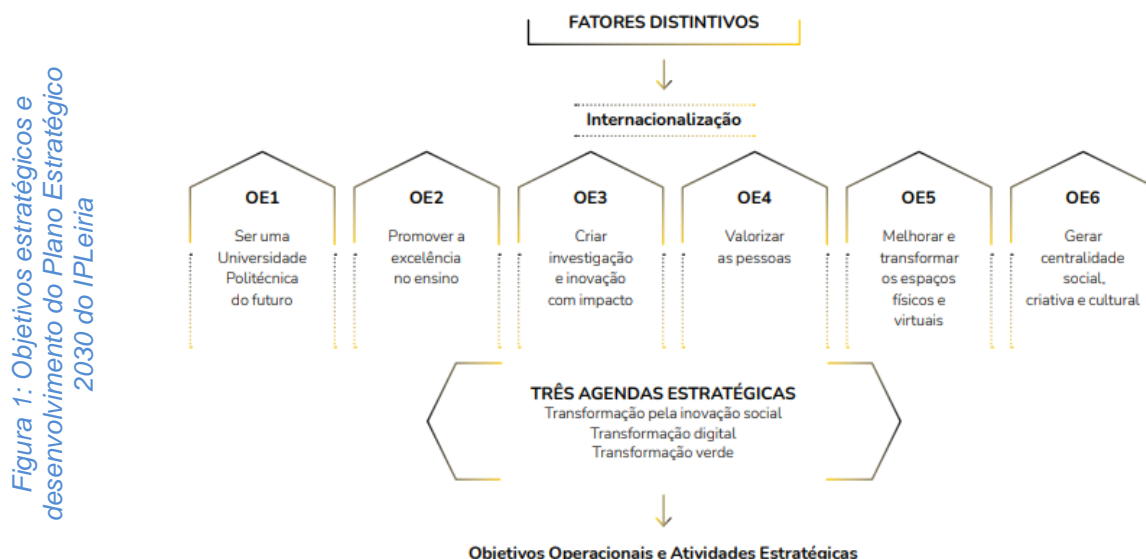 Figura 1: Objetivos estratégicos e
desenvolvimento do Plano Estratégico
2030 do IPLeiria
FATORES DISTINTIVOS
Internacionalização
OE1
Ser uma
Universidade
Politécnica
do futuro
OE2
Promover a
excelência
no ensino
OE3
Criar
investigação
e inovação
com impacto
OE4
Valorizar
as pessoas
OE5
Melhorar e
transformar
os espaços
físicos e
virtuais
OE6
Gerar
centralidade
social,
criativa e cultural
TRÊS AGENDAS ESTRATÉGICAS
Transformação pela inovação social
Transformação digital
Transformação verde
Objetivos Operacionais e Atividades Estratégicas